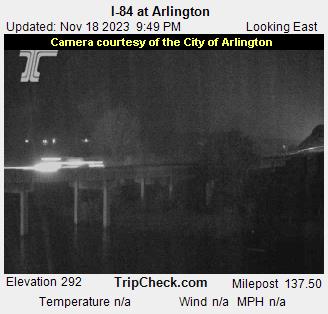 I-84 at Arlington
Updated: Nov 18 2023 9:49 PM Looking East
Camera courtesy of the City of Arlington
Elevation 292 TripCheck.com Milepost 137.50
Temperature n/a Wind n/a MPH n/a